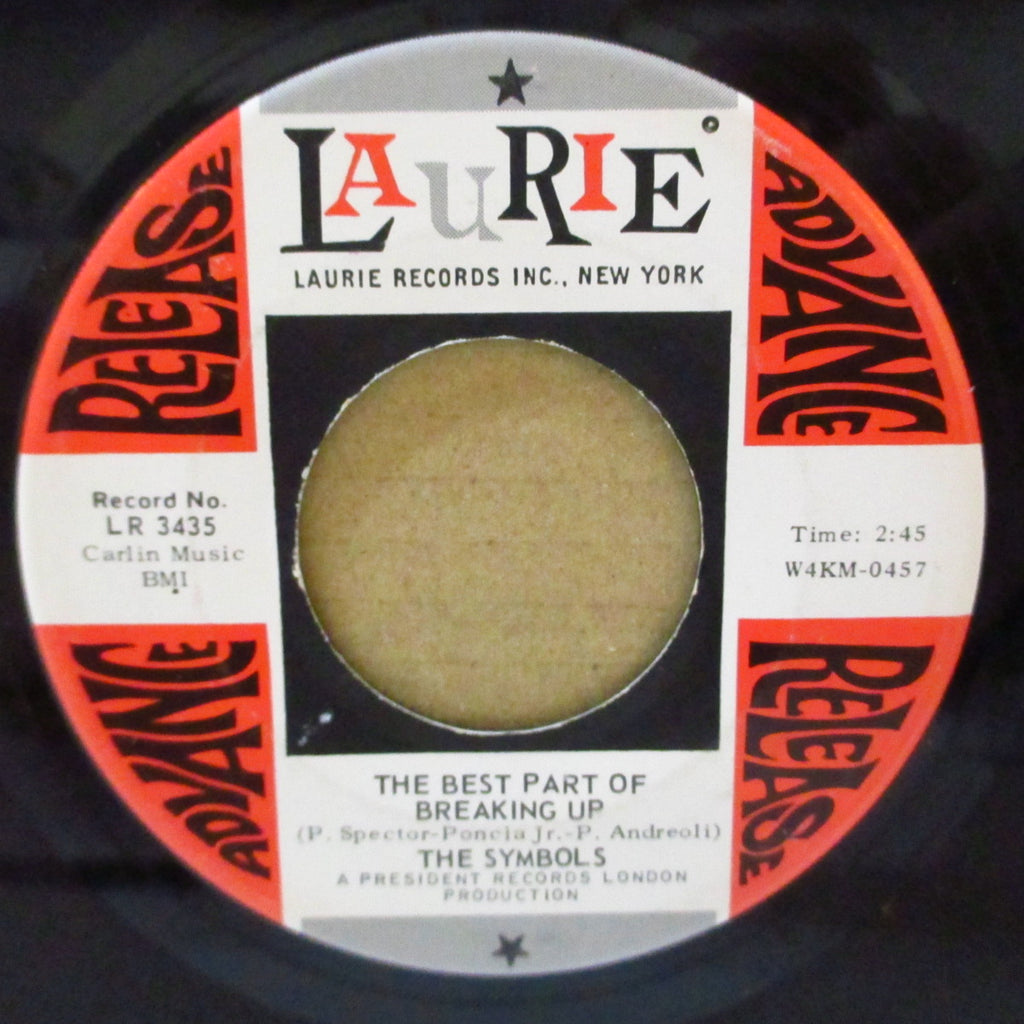 LAURIE
LAURIE RECORDS INC., NEW YORK
RELEASE
ADVANCE
Record No.
LR 3435
Carlin Music
BMI
Time: 2:45
W4KM-0457
ADVANCE
RELEASE
THE BEST PART OF
BREAKING UP
(P. Spector-Poncia Jr.-P. Andreoli)
THE SYMBOLS
A PRESIDENT RECORDS LONDON
PRODUCTION